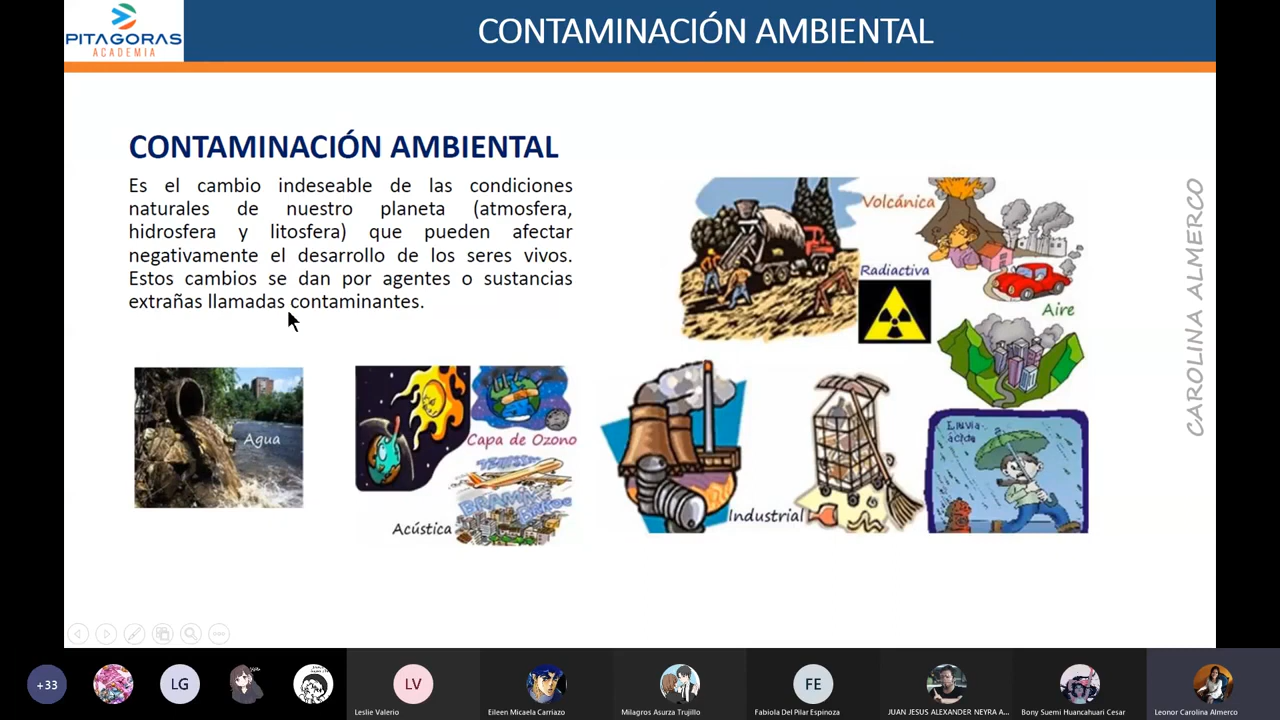 PITAGORAS
ACADEMIA
CONTAMINACIÓN AMBIENTAL
CONTAMINACIÓN AMBIENTAL
Es el cambio indeseable de las condiciones
naturales de nuestro planeta (atmosfera,
hidrosfera y litosfera) que pueden afectar
negativamente el desarrollo de los seres vivos.
Estos cambios se dan por agentes o sustancias
extrañas llamadas contaminantes.
Volcánica
Radiactiva
Aire
Agua
Capa de Ozono
Acústica
Industrial
Lluvia
ácida
CAROLINA ALMERCO
+33
LG
LV
FE
Leslie Valerio
Eileen Micaela Carriazo
Milagros Asurza Trujillo
Fabiola Del Pilar Espinoza
JUAN JESUS ALEXANDER NEYRA A...
Bony Suemi Huancahuari Cesar
Leonor Carolina Almerco